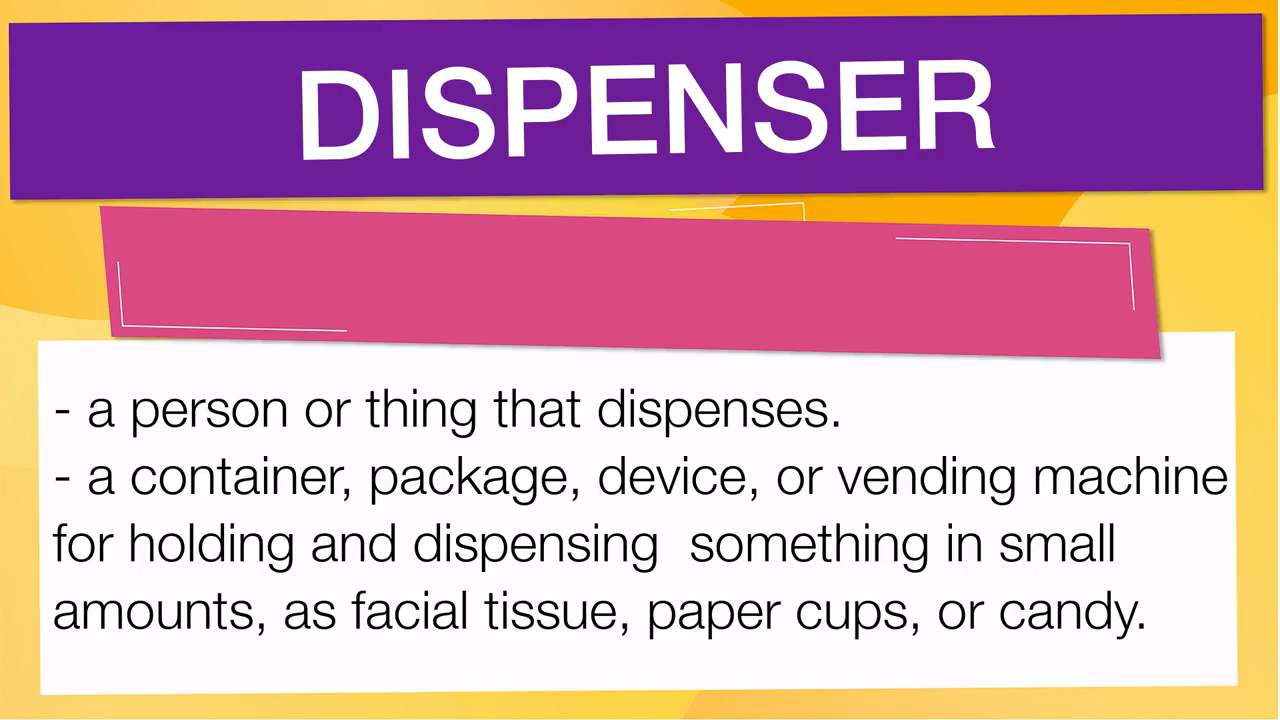 DISPENSER
- a person or thing that dispenses.
- a container, package, device, or vending machine
for holding and dispensing  something in small
amounts, as facial tissue, paper cups, or candy.